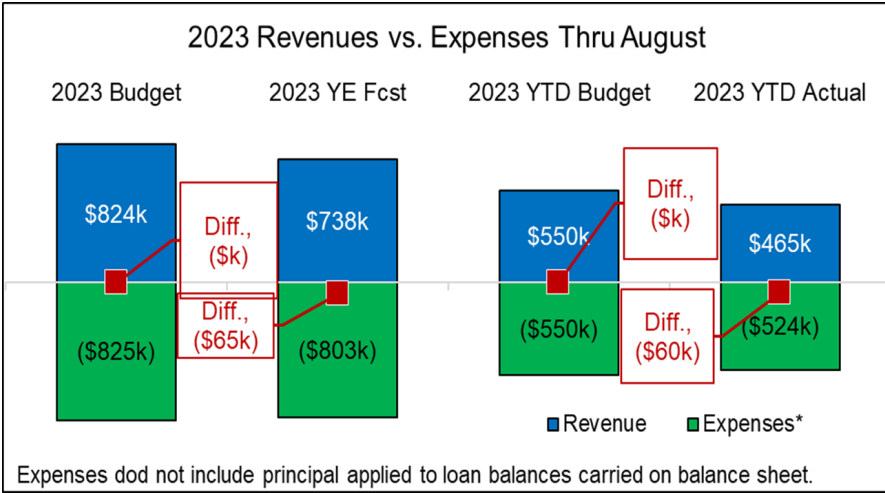 2023 Revenues vs. Expenses Thru August
2023 Budget
2023 YE Fcst
2023 YTD Budget
2023 YTD Actual
$824k
Diff.,
($k)
$738k
$550k
Diff.,
($k)
$465k
($825k)
Diff.,
($65k)
($803k)
($550k)
Diff.,
($60k)
($524k)
Revenue
Expenses*
Expenses dod not include principal applied to loan balances carried on balance sheet.